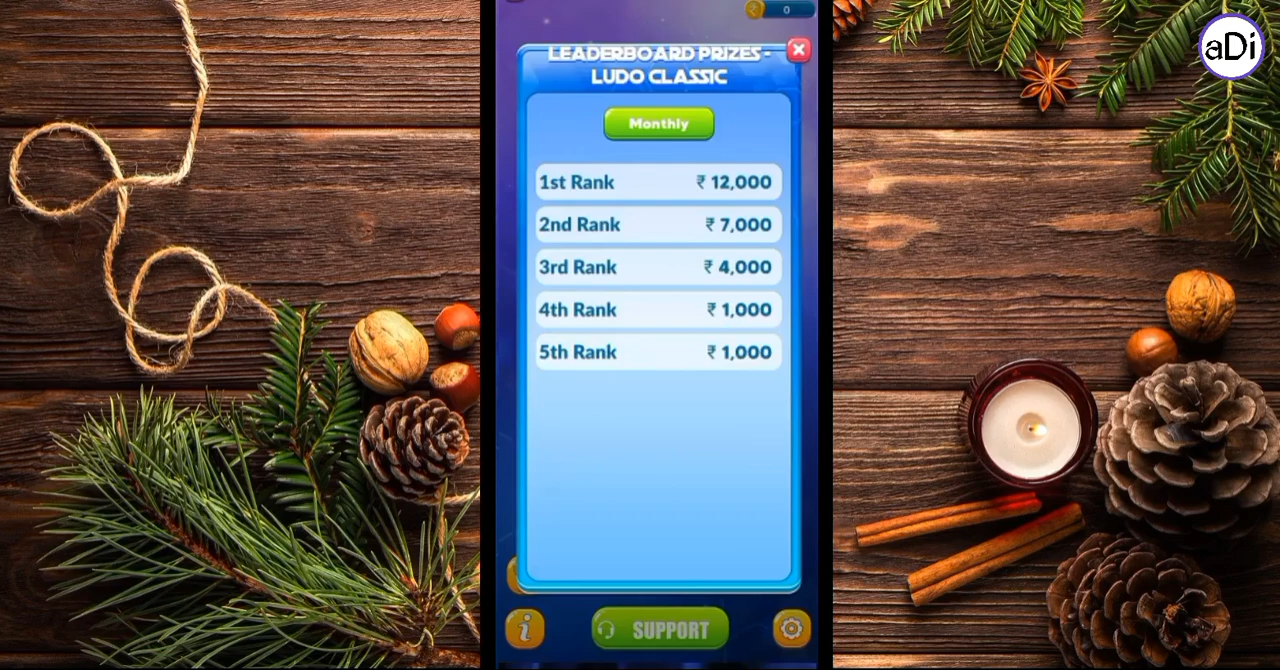 aDi
0
LEADERBOARD PRIZES -
LUDO CLASSIC
Monthly
1st Rank ₹ 12,000
2nd Rank ₹ 7,000
3rd Rank ₹ 4,000
4th Rank ₹ 1,000
5th Rank ₹ 1,000
i SUPPORT